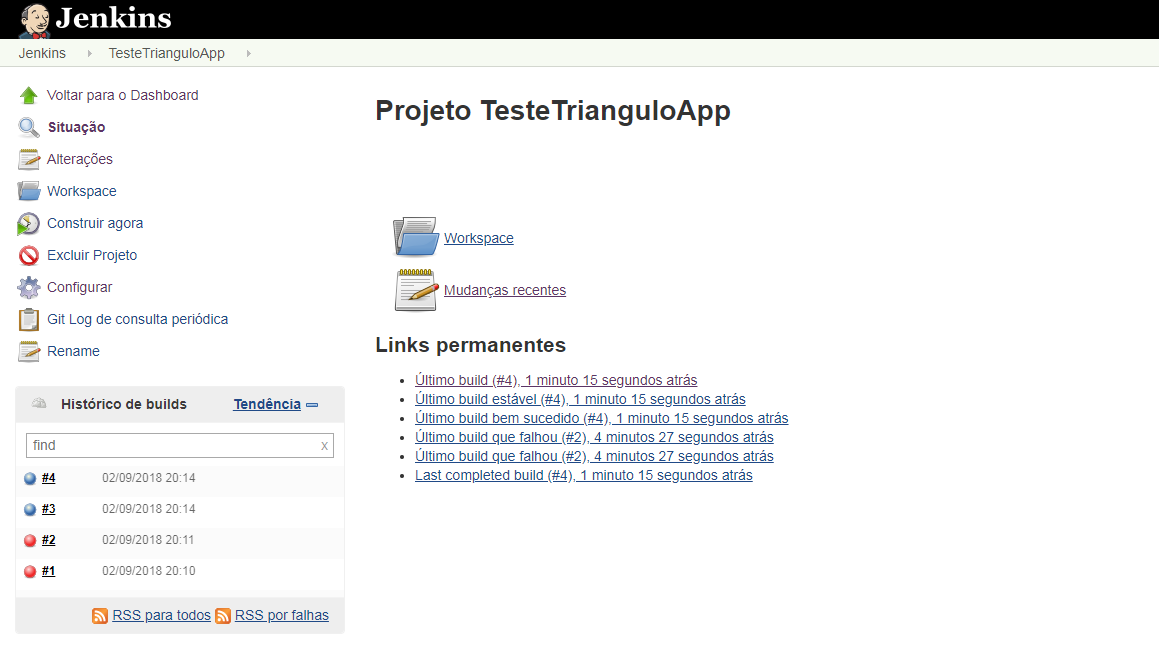 Jenkins
Jenkins TesteTrianguloApp
Voltar para o Dashboard
Situação
Alterações
Workspace
Construir agora
Excluir Projeto
Configurar
Git Log de consulta periódica
Rename
Histórico de builds Tendência
find x
#4 02/09/2018 20:14
#3 02/09/2018 20:14
#2 02/09/2018 20:11
#1 02/09/2018 20:10
RSS para todos RSS por falhas
Projeto TesteTrianguloApp
Workspace
Mudanças recentes
Links permanentes
Último build (#4), 1 minuto 15 segundos atrás
Último build estável (#4), 1 minuto 15 segundos atrás
Último build bem sucedido (#4), 1 minuto 15 segundos atrás
Último build que falhou (#2), 4 minutos 27 segundos atrás
Último build que falhou (#2), 4 minutos 27 segundos atrás
Last completed build (#4), 1 minuto 15 segundos atrás